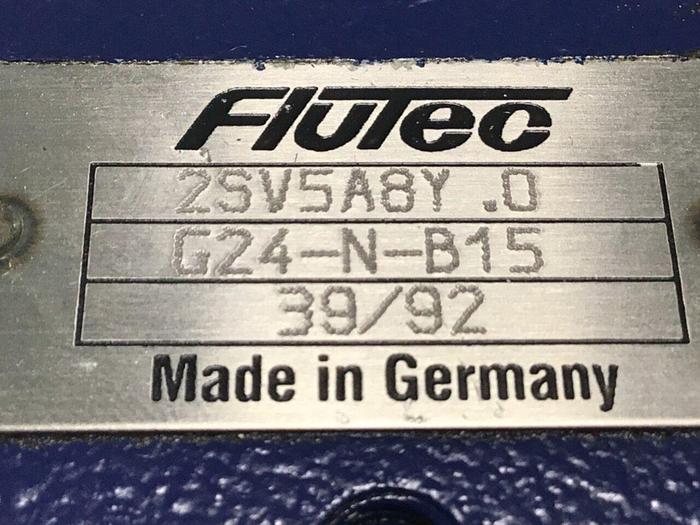 FluTec
2SV5A8Y .0
G24-N-B15
39/92
Made in Germany